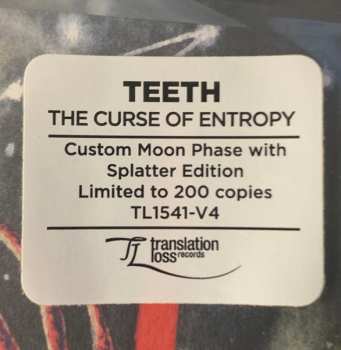 TEETH
THE CURSE OF ENTROPY
Custom Moon Phase with
Splatter Edition
Limited to 200 copies
TL1541-V4
TL translation
loss records